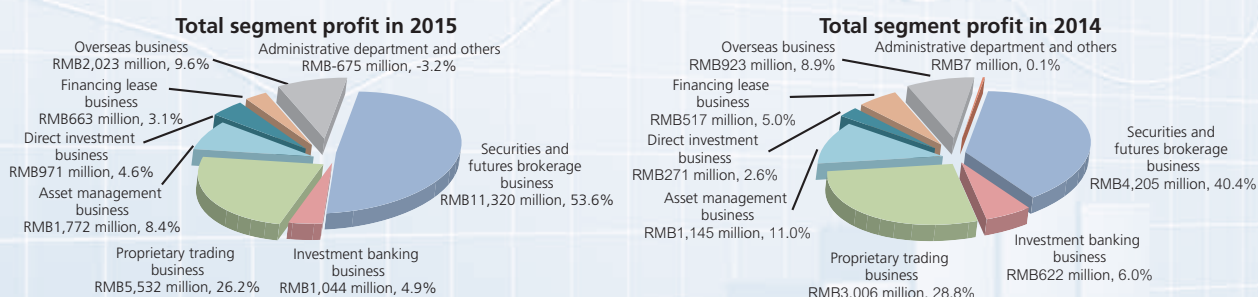 Total segment profit in 2015
Overseas business
RMB2,023 million, 9.6%
Administrative department and others
RMB-675 million, -3.2%
Financing lease
business
RMB663 million, 3.1%
Direct investment
business
RMB971 million, 4.6%
Asset management
business
RMB1,772 million, 8.4%
Securities and
futures brokerage
business
RMB11,320 million, 53.6%
Proprietary trading
business
RMB5,532 million, 26.2%
Investment banking
business
RMB1,044 million, 4.9%
Total segment profit in 2014
Overseas business
RMB923 million, 8.9%
Administrative department and others
RMB7 million, 0.1%
Financing lease
business
RMB517 million, 5.0%
Direct investment
business
RMB271 million, 2.6%
Asset management
business
RMB1,145 million, 11.0%
Securities and
futures brokerage
business
RMB4,205 million, 40.4%
Investment banking
business
RMB622 million, 6.0%
Proprietary trading
business
RMB3,006 million, 28.8%